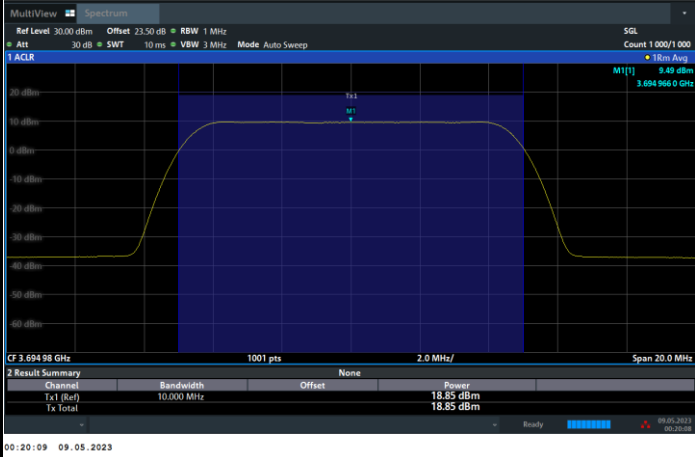 MultiView Spectrum
Ref Level 30.00 dBm Offset 23.50 dB RBW 1 MHz SGL
Att 30 dB SWT 10 ms VBW 3 MHz Mode Auto Sweep Count 1 000/1 000
1 ACLR 1Rm Avg
M1[1] 9.49 dBm
3.694 966 0 GHz
20 dBm
Tx1
M1
10 dBm
0 dBm
-10 dBm
-20 dBm
-30 dBm
-40 dBm
-50 dBm
-60 dBm
CF 3.694 98 GHz 1001 pts 2.0 MHz/ Span 20.0 MHz
2 Result Summary None
Channel Bandwidth Offset Power
Tx1 (Ref) 10.000 MHz 18.85 dBm
Tx Total 18.85 dBm
Ready 09.05.2023
00:20:08
00:20:09 09.05.2023